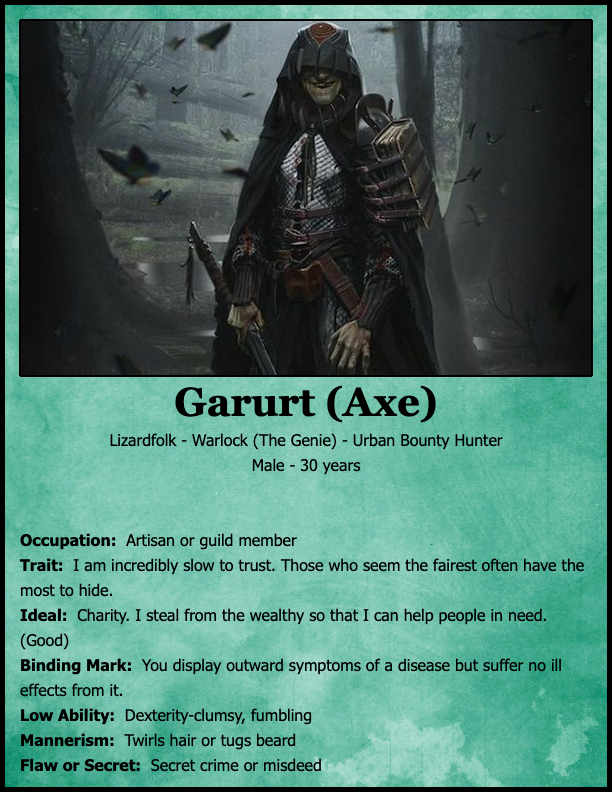 Garurt (Axe)
Lizardfolk - Warlock (The Genie) - Urban Bounty Hunter
Male - 30 years
Occupation: Artisan or guild member
Trait: I am incredibly slow to trust. Those who seem the fairest often have the
most to hide.
Ideal: Charity. I steal from the wealthy so that I can help people in need.
(Good)
Binding Mark: You display outward symptoms of a disease but suffer no ill
effects from it.
Low Ability: Dexterity-clumsy, fumbling
Mannerism: Twirls hair or tugs beard
Flaw or Secret: Secret crime or misdeed